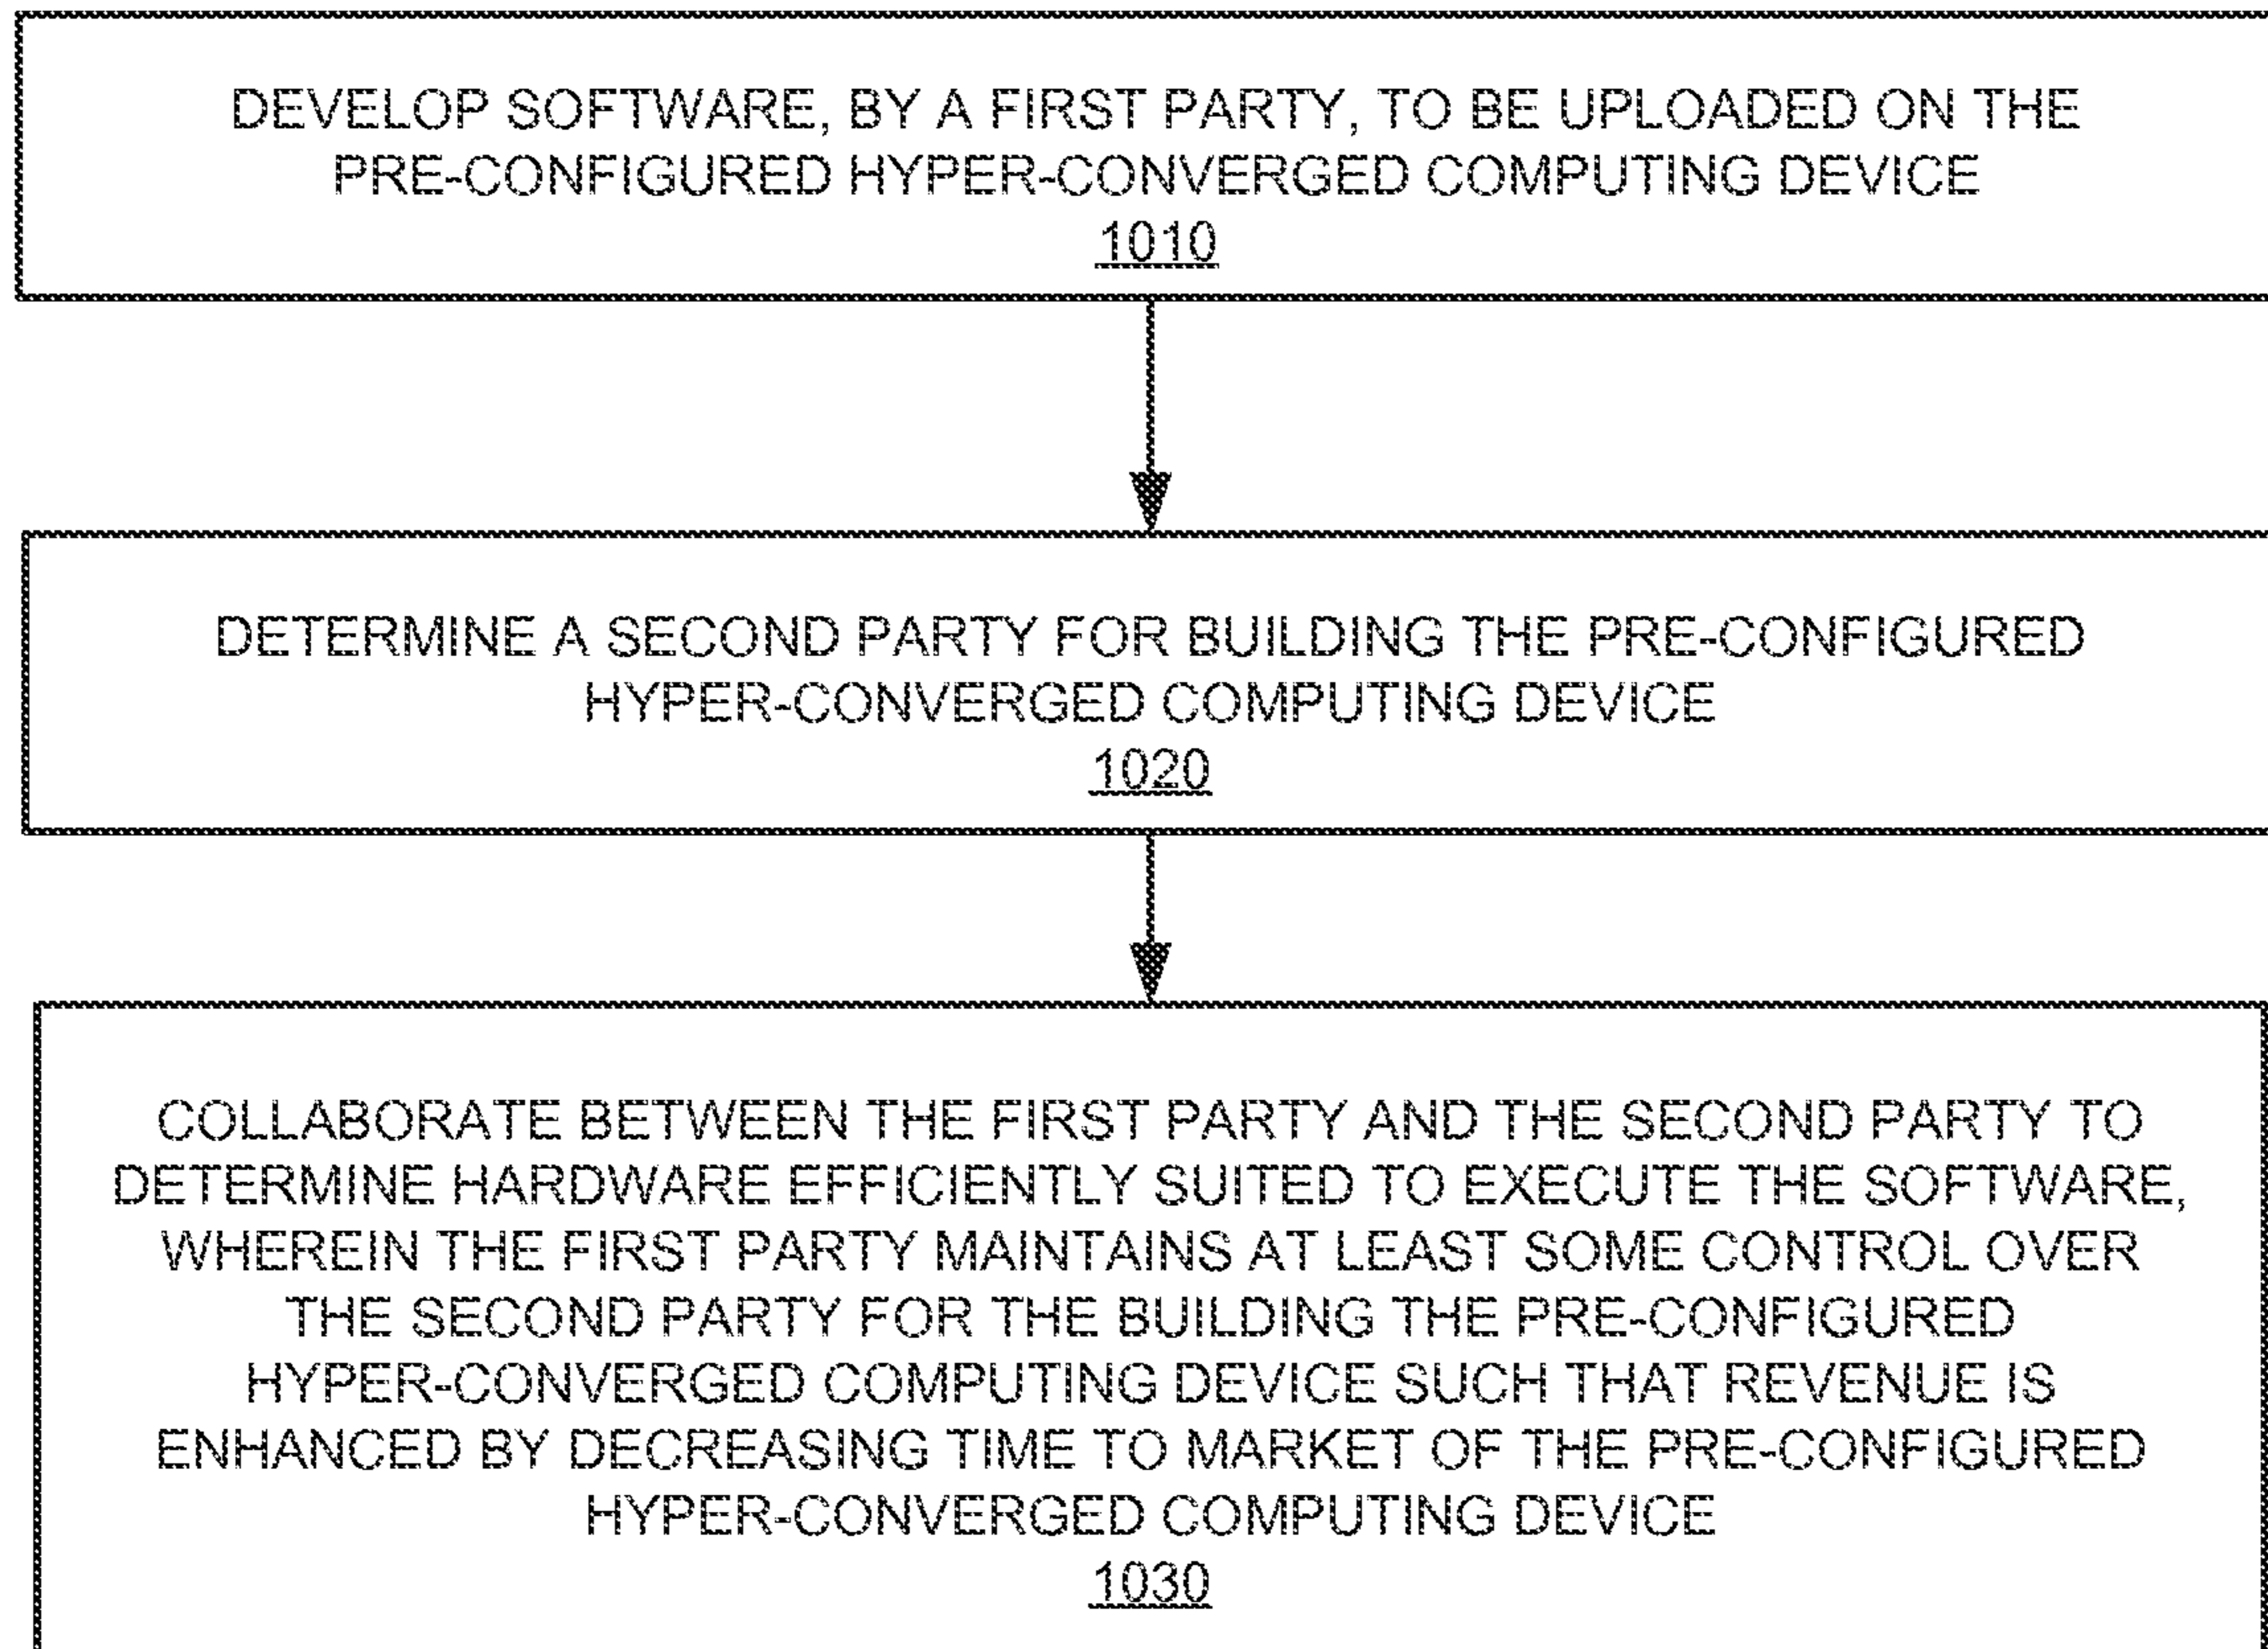 DEVELOP SOFTWARE, BY A FIRST PARTY, TO BE UPLOADED ON THE
PRE-CONFIGURED HYPER-CONVERGED COMPUTING DEVICE
1010
DETERMINE A SECOND PARTY FOR BUILDING THE PRE-CONFIGURED
HYPER-CONVERGED COMPUTING DEVICE
1020
COLLABORATE BETWEEN THE FIRST PARTY AND THE SECOND PARTY TO
DETERMINE HARDWARE EFFICIENTLY SUITED TO EXECUTE THE SOFTWARE,
WHEREIN THE FIRST PARTY MAINTAINS AT LEAST SOME CONTROL OVER
THE SECOND PARTY FOR THE BUILDING THE PRE-CONFIGURED
HYPER-CONVERGED COMPUTING DEVICE SUCH THAT REVENUE IS
ENHANCED BY DECREASING TIME TO MARKET OF THE PRE-CONFIGURED
HYPER-CONVERGED COMPUTING DEVICE
1030